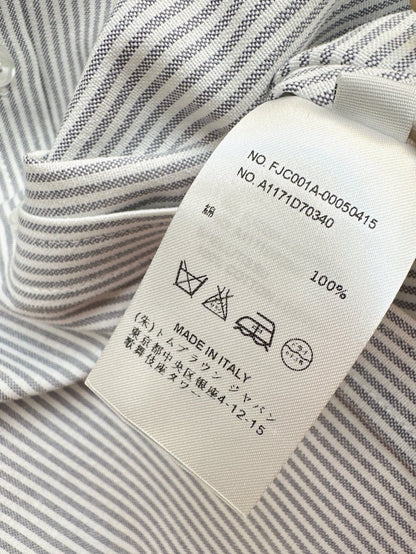 NO. FJC001A-00050415
NO. A1171D70340
綿 100%
MADE IN ITALY
(朱)トムブラウン ジャパン
東京都中央区銀座4-12-15
歌舞伎座タワー